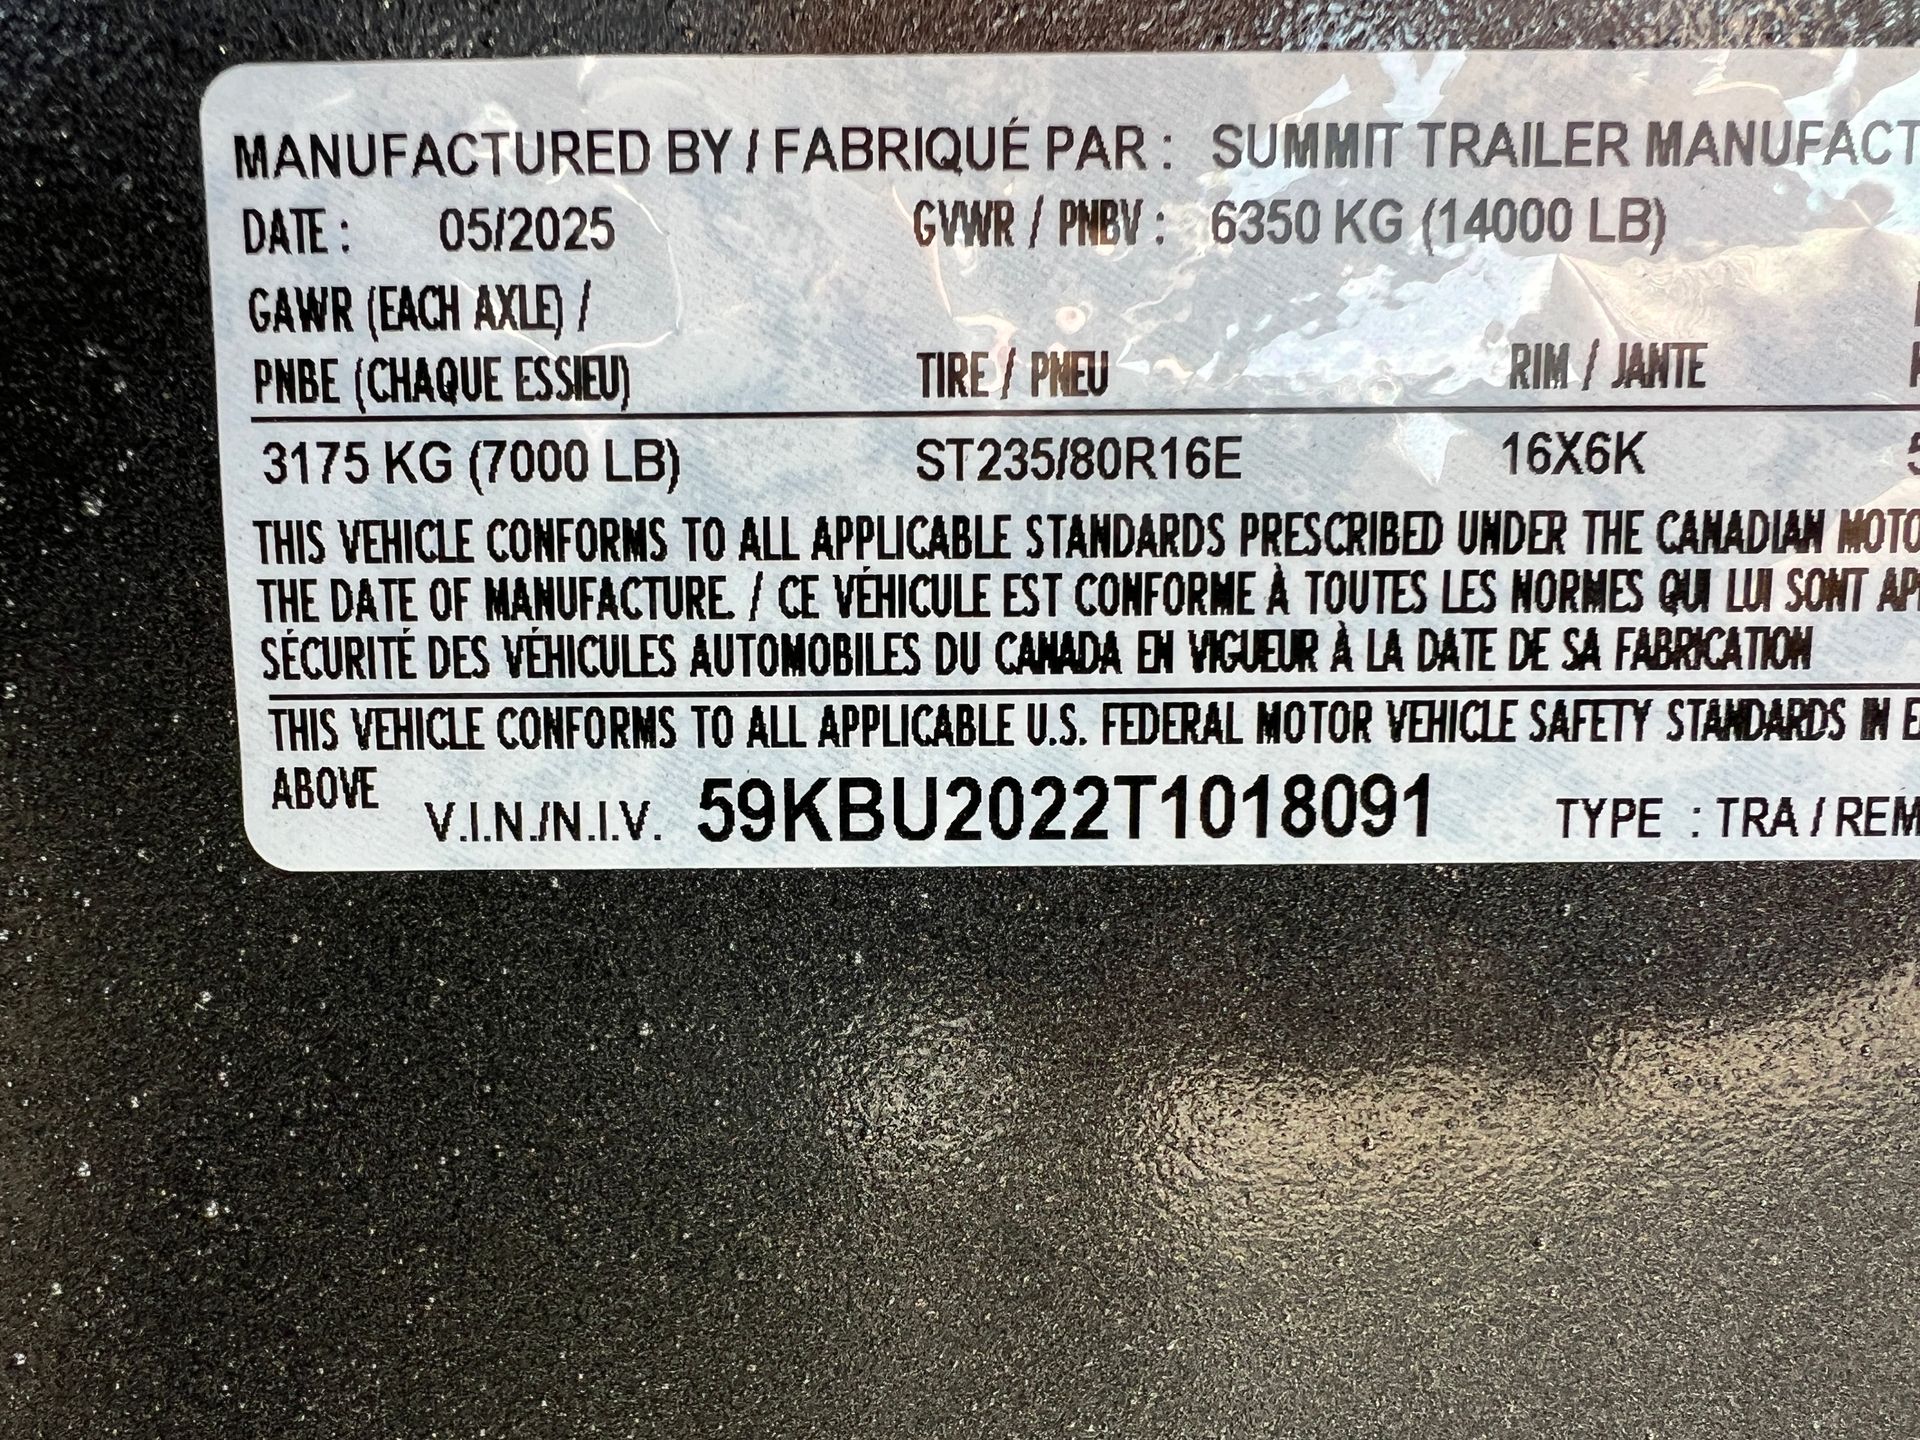 MANUFACTURED BY / FABRIQUÉ PAR : SUMMIT TRAILER MANUFACT
DATE : 05/2025 GVWR / PNBV : 6350 KG (14000 LB)
GAWR (EACH AXLE) /
PNBE (CHAQUE ESSIEU) TIRE / PNEU RIM / JANTE
3175 KG (7000 LB) ST235/80R16E 16X6K
THIS VEHICLE CONFORMS TO ALL APPLICABLE STANDARDS PRESCRIBED UNDER THE CANADIAN MOTO
THE DATE OF MANUFACTURE. / CE VÉHICULE EST CONFORME À TOUTES LES NORMES QUI LUI SONT AP
SÉCURITÉ DES VÉHICULES AUTOMOBILES DU CANADA EN VIGUEUR À LA DATE DE SA FABRICATION
THIS VEHICLE CONFORMS TO ALL APPLICABLE U.S. FEDERAL MOTOR VEHICLE SAFETY STANDARDS IN E
ABOVE V.I.N./N.I.V. 59KBU2022T1018091 TYPE : TRA / REM